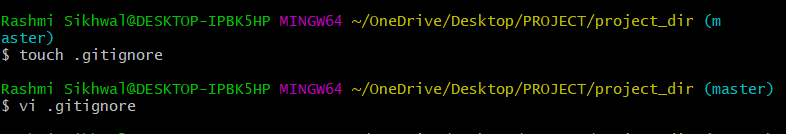 Rashmi Sikhwal@DESKTOP-IPBK5HP MINGW64 ~/OneDrive/Desktop/PROJECT/project_dir (m
aster)
$ touch .gitignore
Rashmi Sikhwal@DESKTOP-IPBK5HP MINGW64 ~/OneDrive/Desktop/PROJECT/project_dir (master)
$ vi .gitignore